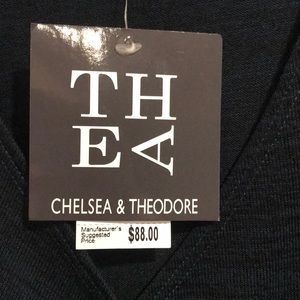 TH
EA
CHELSEA & THEODORE
Manufacturer's
Suggested
Price
$88.00